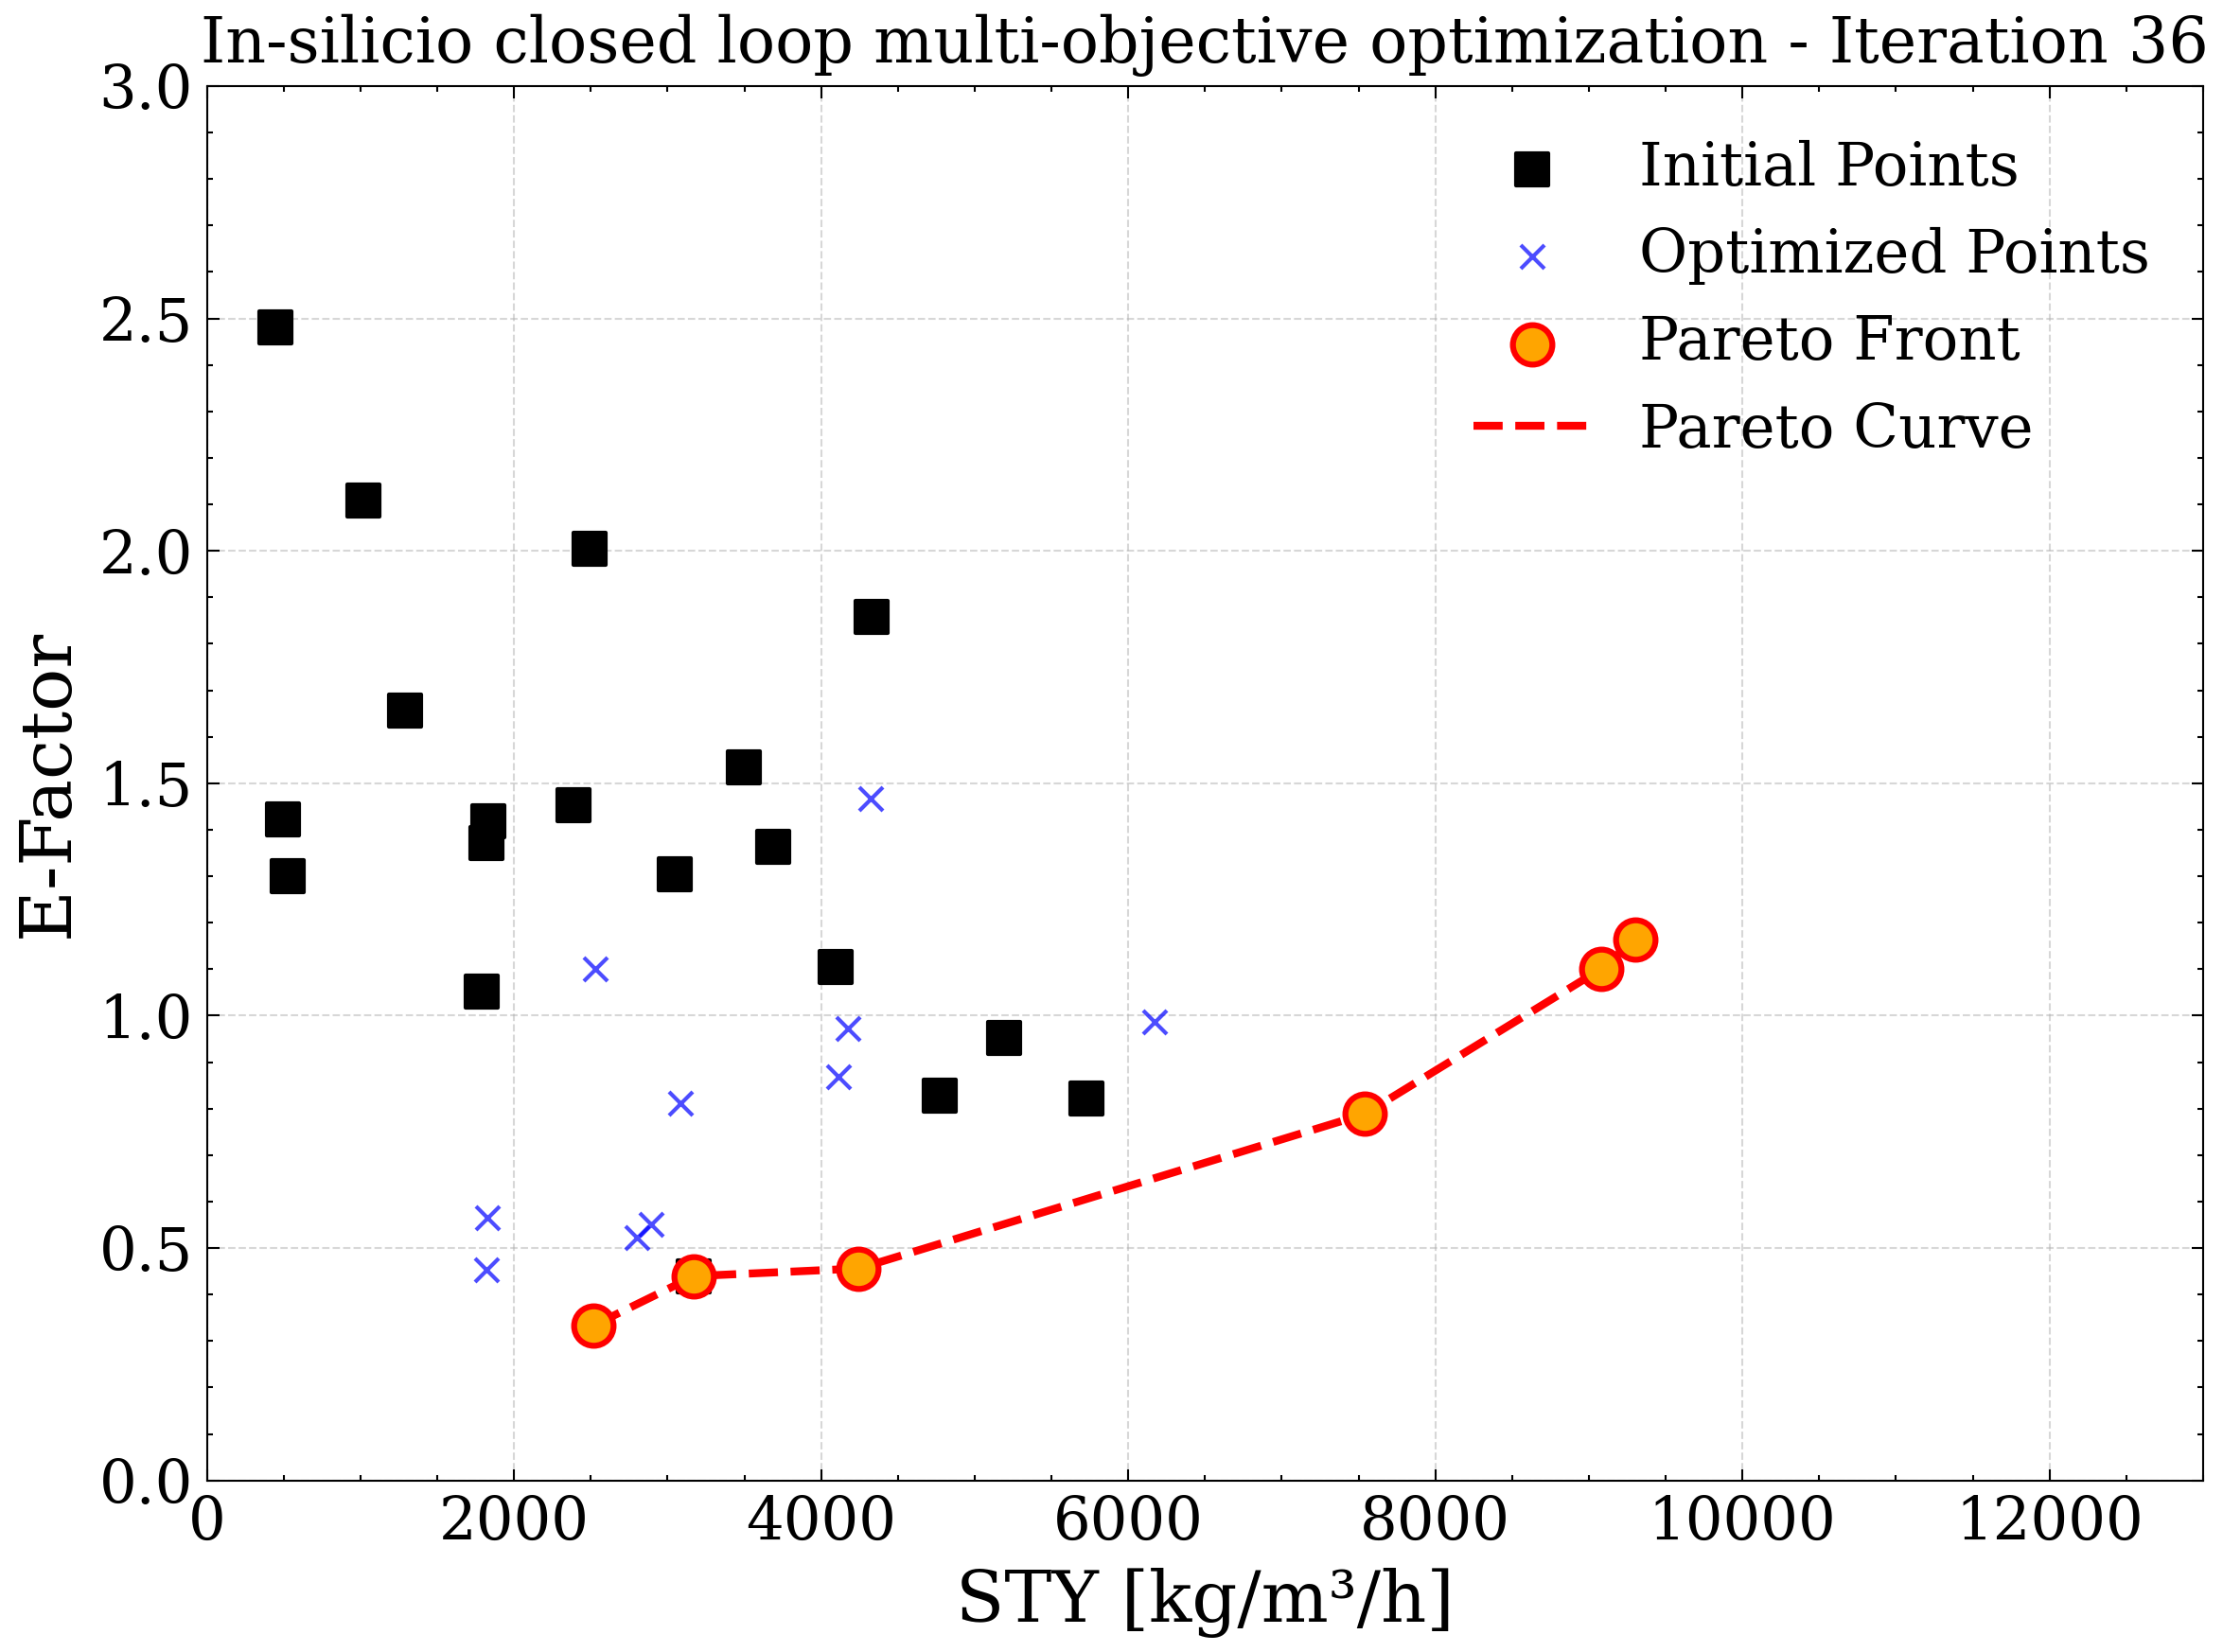 In-silicio closed loop multi-objective optimization - Iteration 36
3.0
2.5
2.0
1.5
1.0
0.5
0.0
E-Factor
Initial Points
Optimized Points
Pareto Front
Pareto Curve
0 2000 4000 6000 8000 10000 12000
STY [kg/m³/h]